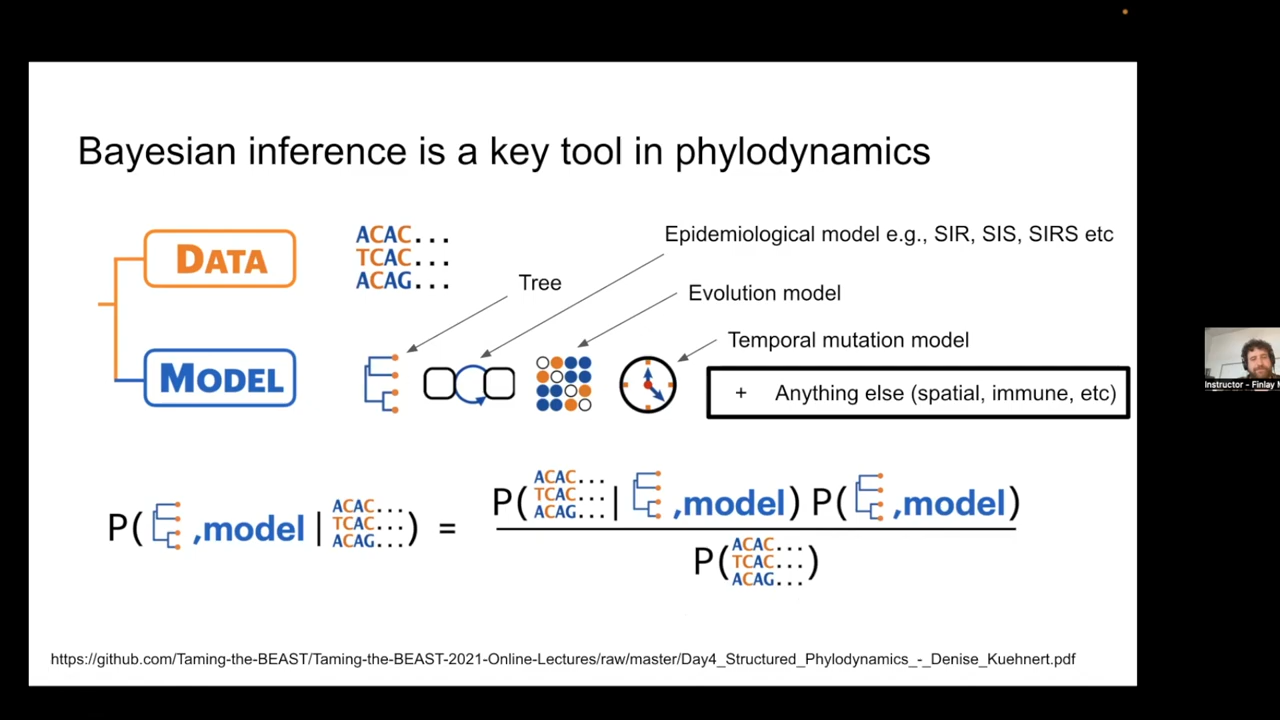 Bayesian inference is a key tool in phylodynamics
DATA
ACAC...
TCAC...
ACAG...
Epidemiological model e.g., SIR, SIS, SIRS etc
Tree
Evolution model
Temporal mutation model
MODEL
+ Anything else (spatial, immune, etc)
P( ,model | ACAC... TCAC... ACAG... ) = P( ACAC... TCAC... ACAG... | ,model) P( ,model)
P( ACAC... TCAC... ACAG... )
https://github.com/Taming-the-BEAST/Taming-the-BEAST-2021-Online-Lectures/raw/master/Day4_Structured_Phylodynamics_-_Denise_Kuehnert.pdf
Instructor - Finlay